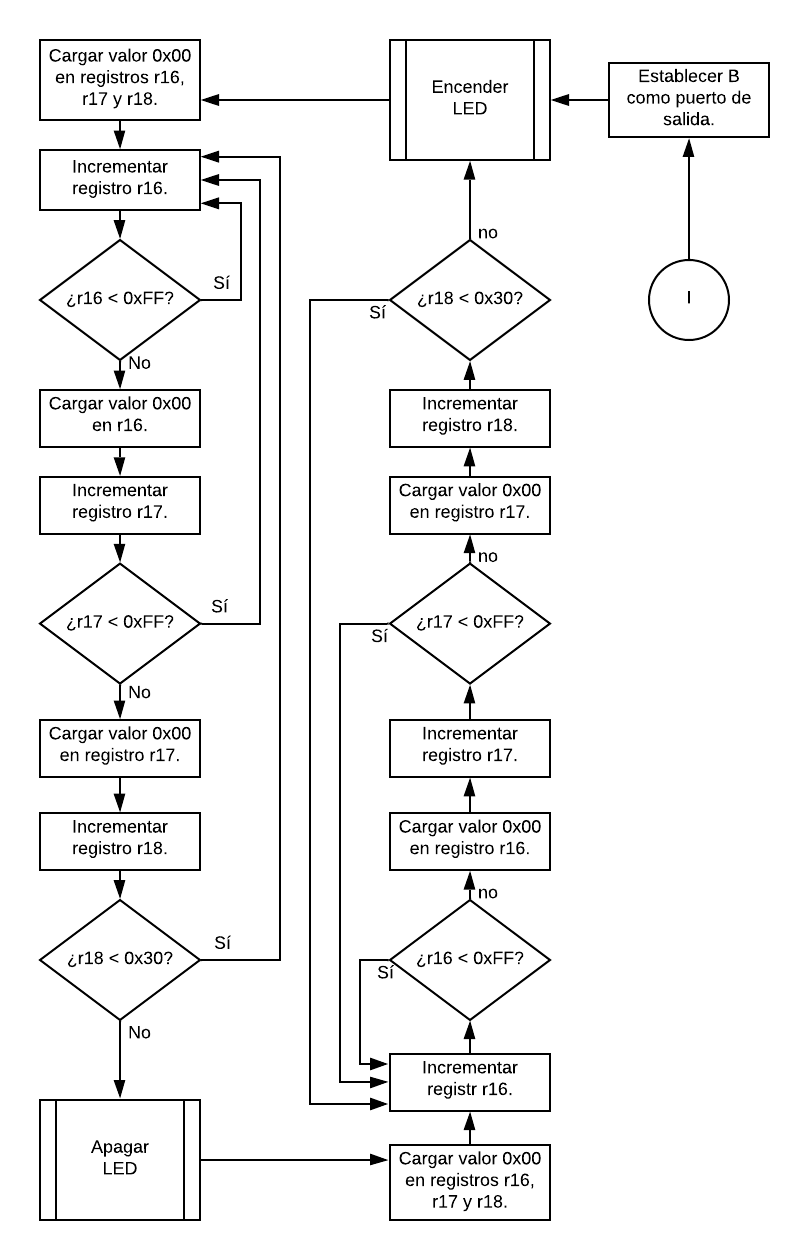 Cargar valor 0x00
en registros r16,
r17 y r18.
Incrementar
registro r16.
¿r16 < 0xFF?
Sí
No
Cargar valor 0x00
en r16.
Incrementar
registro r17.
¿r17 < 0xFF?
Sí
No
Cargar valor 0x00
en registro r17.
Incrementar
registro r18.
¿r18 < 0x30?
Sí
No
Apagar
LED
Encender
LED
no
¿r18 < 0x30?
Sí
Incrementar
registro r18.
Cargar valor 0x00
en registro r17.
no
¿r17 < 0xFF?
Sí
Incrementar
registro r17.
Cargar valor 0x00
en registro r16.
no
¿r16 < 0xFF?
Sí
Incrementar
registr r16.
Cargar valor 0x00
en registros r16,
r17 y r18.
Establecer B
como puerto de
salida.
I